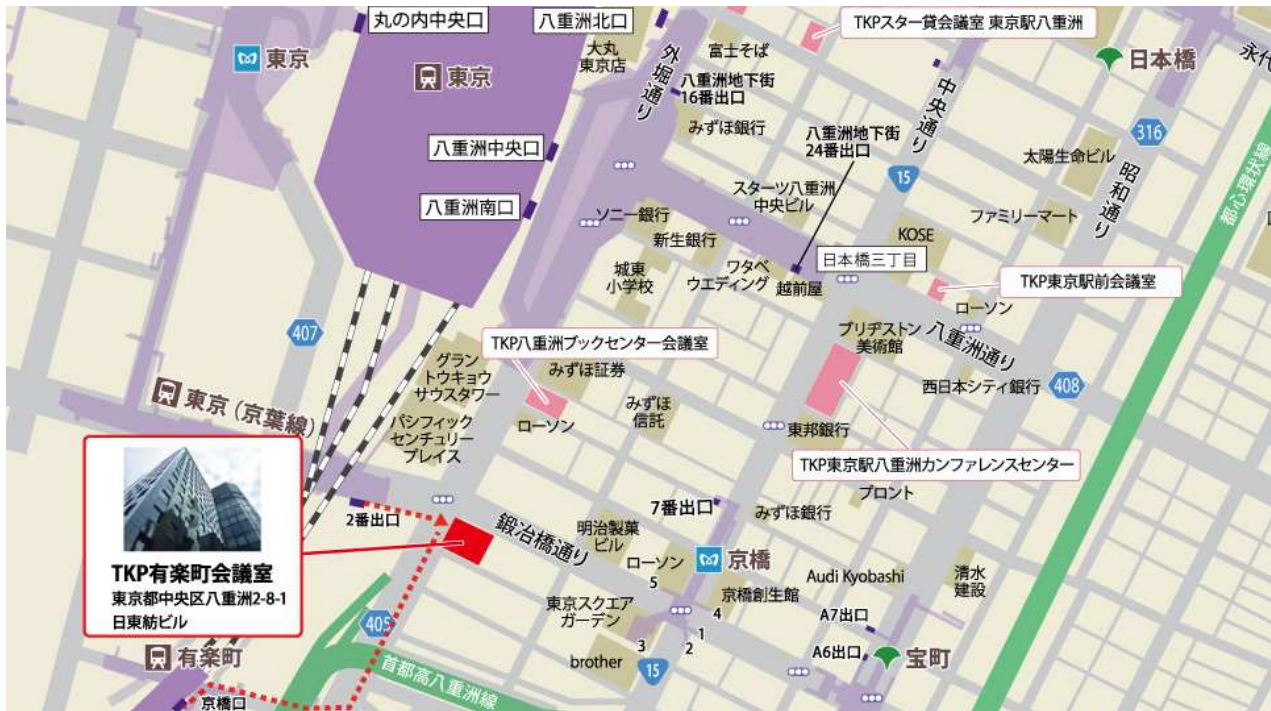 丸の内中央口
八重洲北口
TKPスター貸会議室 東京駅八重洲
東京
東京
大丸
東京店
外堀通り
富士そば
八重洲地下街
16番出口
みずほ銀行
中央通り
日本橋
永代
316
八重洲中央口
八重洲地下街
24番出口
15
太陽生命ビル
昭和通り
都心環状線
八重洲南口
ソニー銀行
スターツ八重洲
中央ビル
ファミリーマート
新生銀行
KOSE
城東
小学校
ワタベ
ウエディング
越前屋
日本橋三丁目
TKP東京駅前会議室
ローソン
407
TKP八重洲ブックセンター会議室
ブリヂストン
美術館
八重洲通り
グラン
トウキョウ
サウスタワー
みずほ証券
西日本シティ銀行
408
東京（京葉線）
パシフィック
センチュリー
プレイス
ローソン
みずほ
信託
東邦銀行
TKP東京駅八重洲カンファレンスセンター
プロント
2番出口
鍛冶橋通り
7番出口
みずほ銀行
明治製菓
ビル
ローソン
京橋
5
TKP有楽町会議室
東京都中央区八重洲2-8-1
日東紡ビル
京橋創生館
Audi Kyobashi
清水
建設
東京スクエア
ガーデン
4
1
2
3
A7出口
405
A6出口
宝町
有楽町
首都高八重洲線
brother
15
京橋口